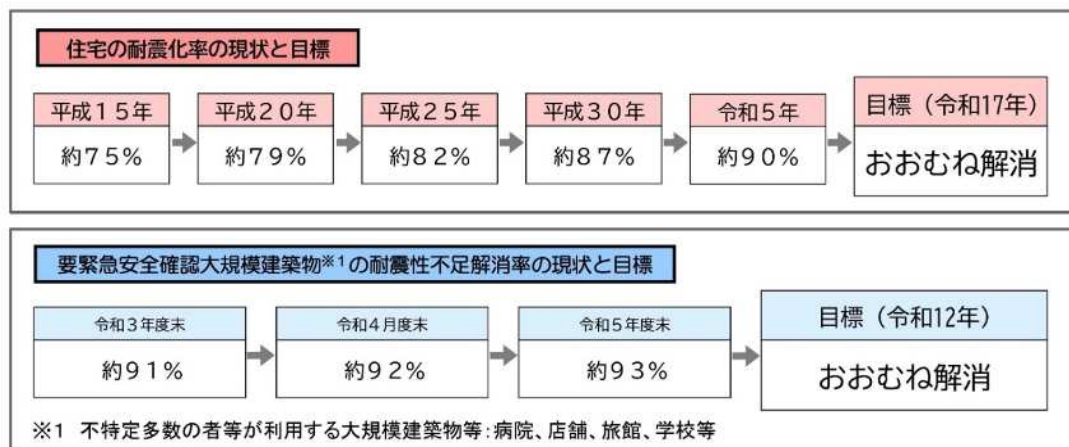 住宅の耐震化率の現状と目標
平成15年
平成20年
平成25年
平成30年
令和5年
目標（令和17年）
約75%
約79%
約82%
約87%
約90%
おおむね解消
要緊急安全確認大規模建築物※1の耐震性不足解消率の現状と目標
令和3年度末
令和4月度末
令和5年度末
目標（令和12年）
約91%
約92%
約93%
おおむね解消
※1 不特定多数の者等が利用する大規模建築物等：病院、店舗、旅館、学校等